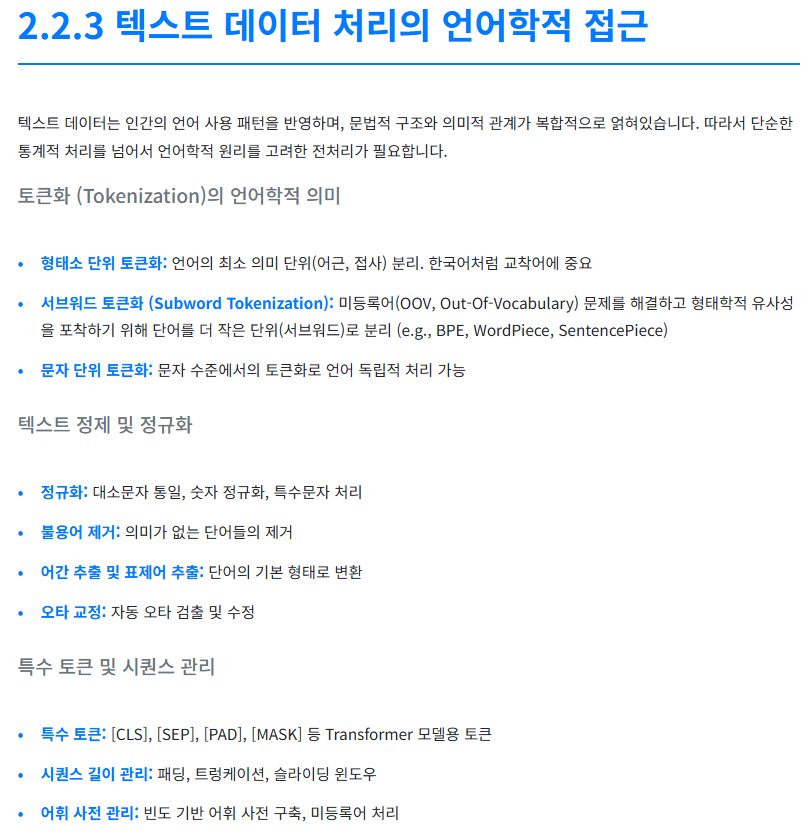 2.2.3 텍스트 데이터 처리의 언어학적 접근
텍스트 데이터는 인간의 언어 사용 패턴을 반영하며, 문법적 구조와 의미적 관계가 복합적으로 얽혀있습니다. 따라서 단순한
통계적 처리를 넘어서 언어학적 원리를 고려한 전처리가 필요합니다.
토큰화 (Tokenization)의 언어학적 의미
• 형태소 단위 토큰화: 언어의 최소 의미 단위(어근, 접사) 분리. 한국어처럼 교착어에 중요
• 서브워드 토큰화 (Subword Tokenization): 미등록어(OOV, Out-Of-Vocabulary) 문제를 해결하고 형태학적 유사성
을 포착하기 위해 단어를 더 작은 단위(서브워드)로 분리 (e.g., BPE, WordPiece, SentencePiece)
• 문자 단위 토큰화: 문자 수준에서의 토큰화로 언어 독립적 처리 가능
텍스트 정제 및 정규화
• 정규화: 대소문자 통일, 숫자 정규화, 특수문자 처리
• 불용어 제거: 의미가 없는 단어들의 제거
• 어간 추출 및 표제어 추출: 단어의 기본 형태로 변환
• 오타 교정: 자동 오타 검출 및 수정
특수 토큰 및 시퀀스 관리
• 특수 토큰: [CLS], [SEP], [PAD], [MASK] 등 Transformer 모델용 토큰
• 시퀀스 길이 관리: 패딩, 트렁케이션, 슬라이딩 윈도우
• 어휘 사전 관리: 빈도 기반 어휘 사전 구축, 미등록어 처리